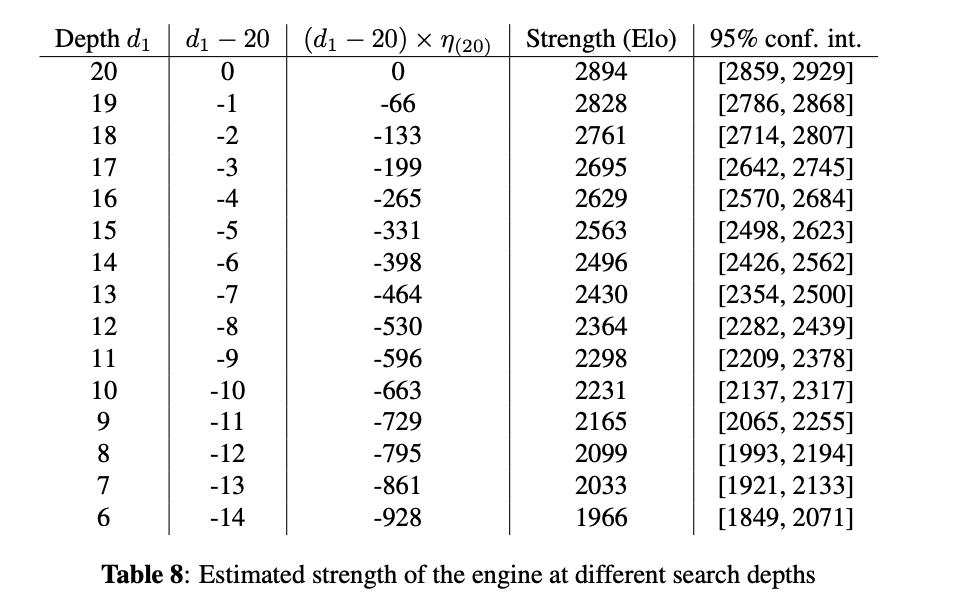 Depth d₁ | d₁ − 20 | (d₁ − 20) × η₍₂₀₎ | Strength (Elo) | 95% conf. int.
20 | 0 | 0 | 2894 | [2859, 2929]
19 | -1 | -66 | 2828 | [2786, 2868]
18 | -2 | -133 | 2761 | [2714, 2807]
17 | -3 | -199 | 2695 | [2642, 2745]
16 | -4 | -265 | 2629 | [2570, 2684]
15 | -5 | -331 | 2563 | [2498, 2623]
14 | -6 | -398 | 2496 | [2426, 2562]
13 | -7 | -464 | 2430 | [2354, 2500]
12 | -8 | -530 | 2364 | [2282, 2439]
11 | -9 | -596 | 2298 | [2209, 2378]
10 | -10 | -663 | 2231 | [2137, 2317]
9 | -11 | -729 | 2165 | [2065, 2255]
8 | -12 | -795 | 2099 | [1993, 2194]
7 | -13 | -861 | 2033 | [1921, 2133]
6 | -14 | -928 | 1966 | [1849, 2071]
Table 8: Estimated strength of the engine at different search depths